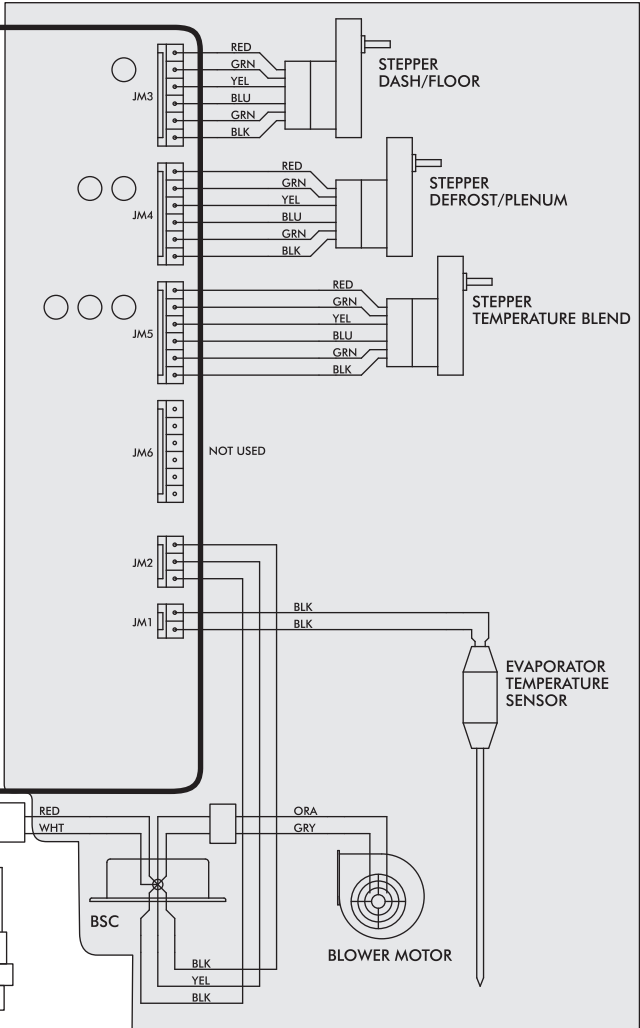 RED
GRN
YEL
BLU
GRN
BLK
JM3
STEPPER
DASH/FLOOR
RED
GRN
YEL
BLU
GRN
BLK
JM4
STEPPER
DEFROST/PLENUM
RED
GRN
YEL
BLU
GRN
BLK
JM5
STEPPER
TEMPERATURE BLEND
JM6
NOT USED
JM2
JM1
BLK
BLK
EVAPORATOR
TEMPERATURE
SENSOR
RED
WHT
ORA
GRY
BSC
BLOWER MOTOR
BLK
YEL
BLK